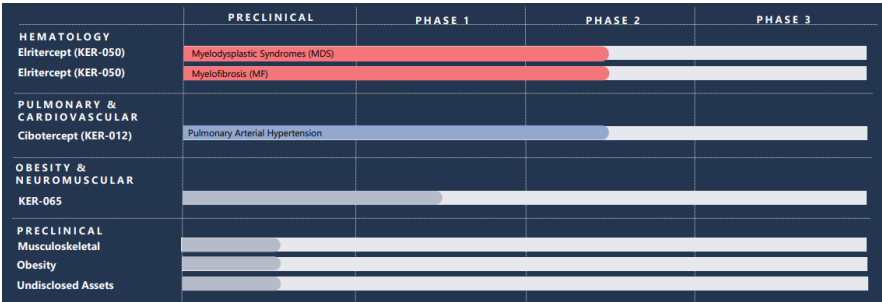 PRECLINICAL PHASE 1 PHASE 2 PHASE 3
HEMATOLOGY
Elritercept (KER-050) Myelodysplastic Syndromes (MDS)
Elritercept (KER-050) Myelofibrosis (MF)
PULMONARY &
CARDIOVASCULAR
Cibotercept (KER-012) Pulmonary Arterial Hypertension
OBESITY &
NEUROMUSCULAR
KER-065
PRECLINICAL
Musculoskeletal
Obesity
Undisclosed Assets